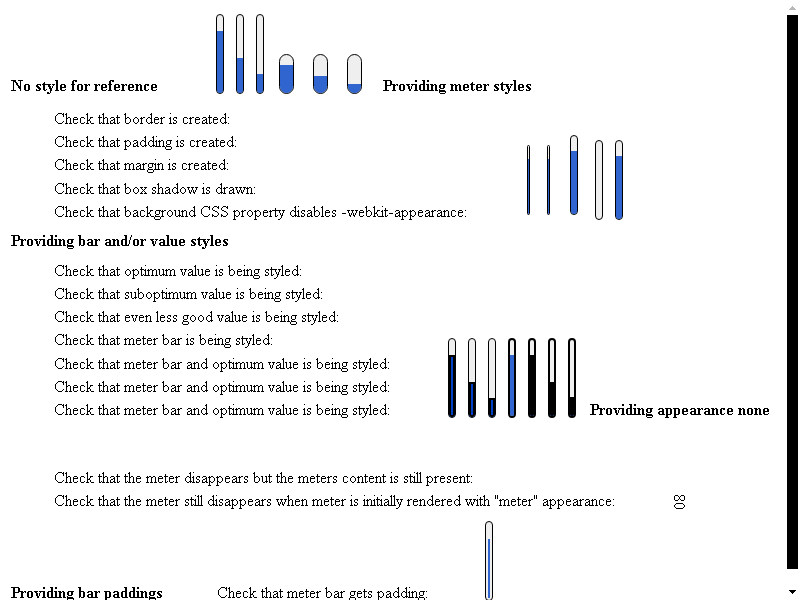 No style for reference
Providing meter styles
Check that border is created:
Check that padding is created:
Check that margin is created:
Check that box shadow is drawn:
Check that background CSS property disables -webkit-appearance:
Providing bar and/or value styles
Check that optimum value is being styled:
Check that suboptimum value is being styled:
Check that even less good value is being styled:
Check that meter bar is being styled:
Check that meter bar and optimum value is being styled:
Check that meter bar and optimum value is being styled:
Check that meter bar and optimum value is being styled:
Providing appearance none
Check that the meter disappears but the meters content is still present:
Check that the meter still disappears when meter is initially rendered with "meter" appearance:
80
Providing bar paddings
Check that meter bar gets padding: